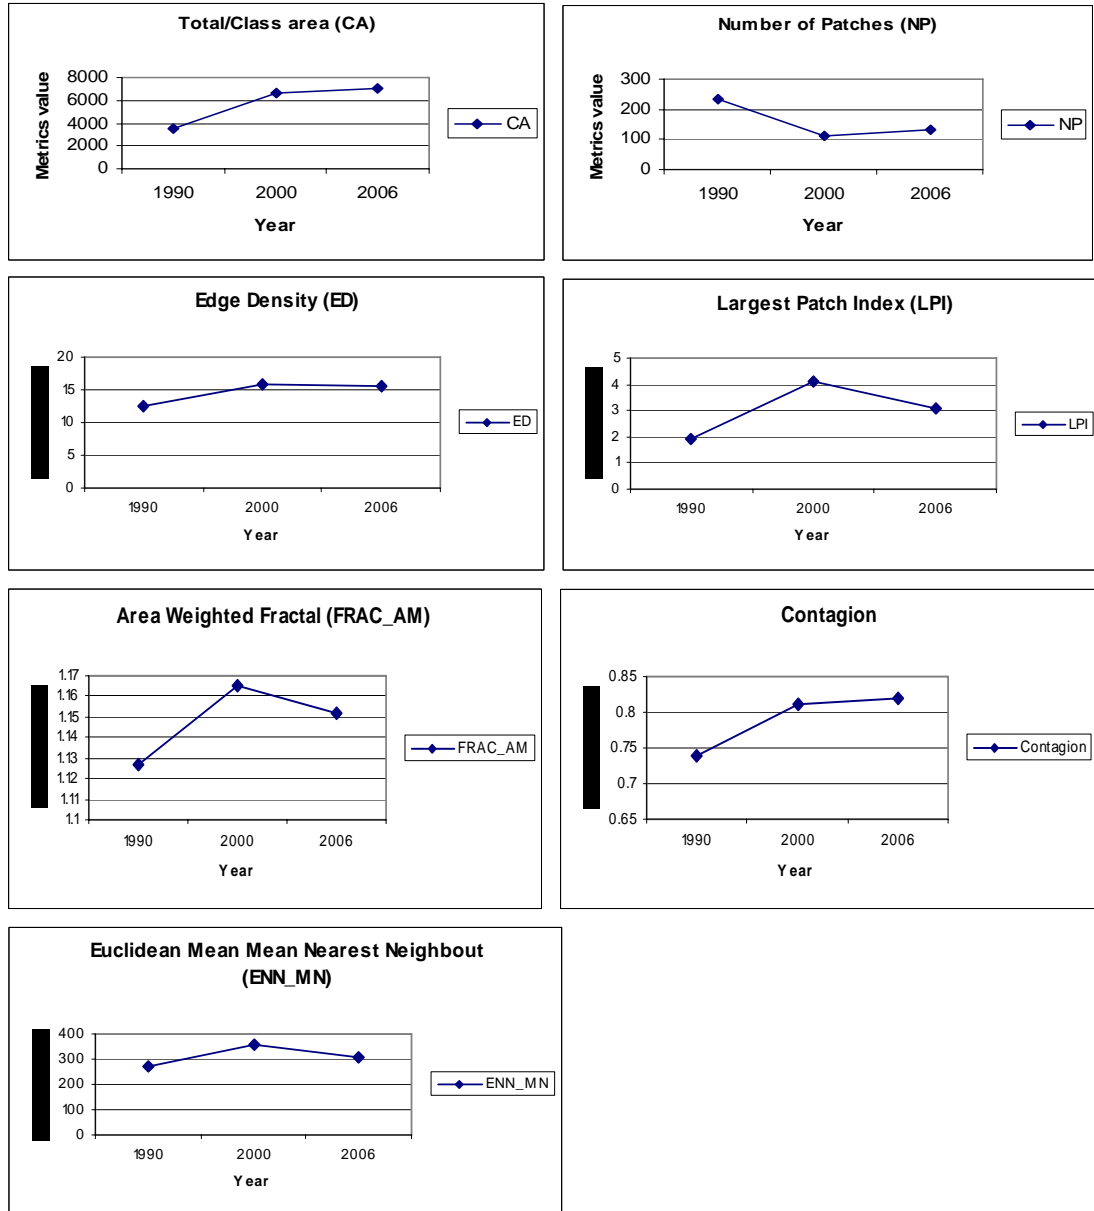 Total/Class area (CA)
Metrics value
8000
6000
4000
2000
0
1990 2000 2006
Year
CA
Number of Patches (NP)
Metrics value
300
200
100
0
1990 2000 2006
Year
NP
Edge Density (ED)
20
15
10
5
0
1990 2000 2006
Year
ED
Largest Patch Index (LPI)
5
4
3
2
1
0
1990 2000 2006
Year
LPI
Area Weighted Fractal (FRAC_AM)
1.17
1.16
1.15
1.14
1.13
1.12
1.11
1.1
1990 2000 2006
Year
FRAC_AM
Contagion
0.85
0.8
0.75
0.7
0.65
1990 2000 2006
Year
Contagion
Euclidean Mean Mean Nearest Neighbout
(ENN_MN)
400
300
200
100
0
1990 2000 2006
Year
ENN_MN